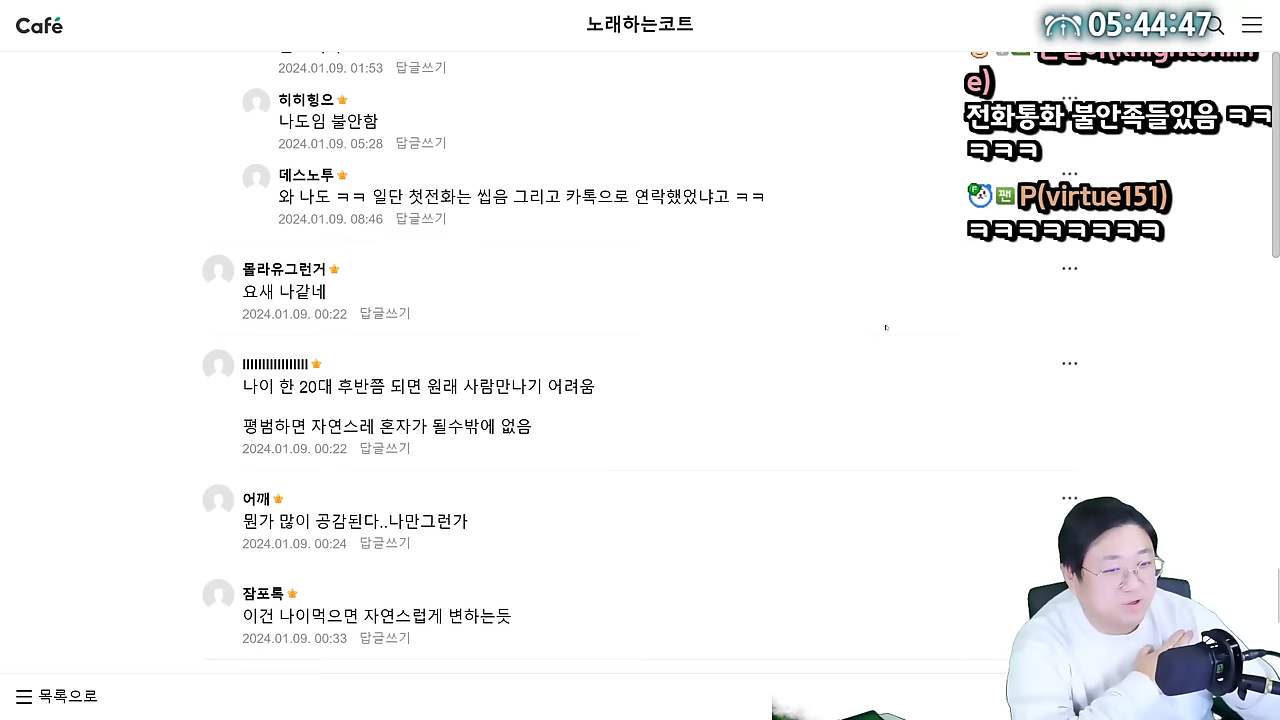 Café
노래하는코트
05:44:47
2024.01.09. 01:53 답글쓰기
히히힝으
나도임 불안함
2024.01.09. 05:28 답글쓰기
데스노투
와 나도 ㅋㅋ 일단 첫전화는 씹음 그리고 카톡으로 연락했었냐고 ㅋㅋ
2024.01.09. 08:46 답글쓰기
몰라유그런거
요새 나같네
2024.01.09. 00:22 답글쓰기
나이 한 20대 후반쯤 되면 원래 사람만나기 어려움
평범하면 자연스레 혼자가 될수밖에 없음
2024.01.09. 00:22 답글쓰기
어깨
뭔가 많이 공감된다..나만그런가
2024.01.09. 00:24 답글쓰기
잠포록
이건 나이먹으면 자연스럽게 변하는듯
2024.01.09. 00:33 답글쓰기
목록으로
e)
전화통화 불안족들있음 ㅋㅋ
ㅋㅋㅋ
팬 P(virtue151)
ㅋㅋㅋㅋㅋㅋㅋㅋ